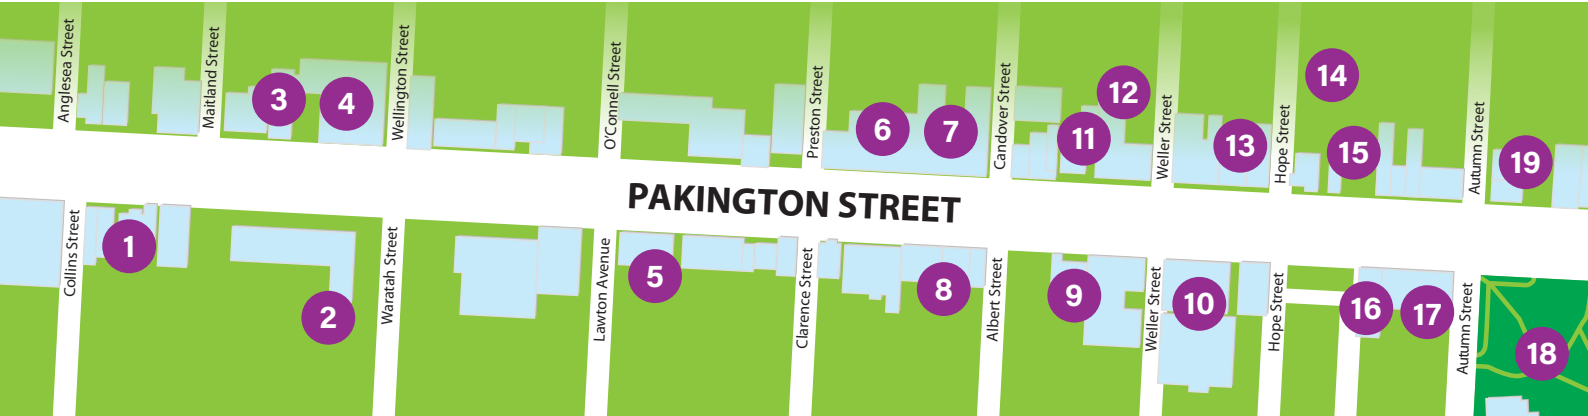 Anglesea Street
Maitland Street
Wellington Street
O'Connell Street
Preston Street
Candover Street
Weller Street
Hope Street
Autumn Street
3
4
6
7
11
12
13
14
15
19
PAKINGTON STREET
Collins Street
Waratah Street
Lawton Avenue
Clarence Street
Albert Street
Weller Street
Hope Street
Autumn Street
1
2
5
8
9
10
16
17
18